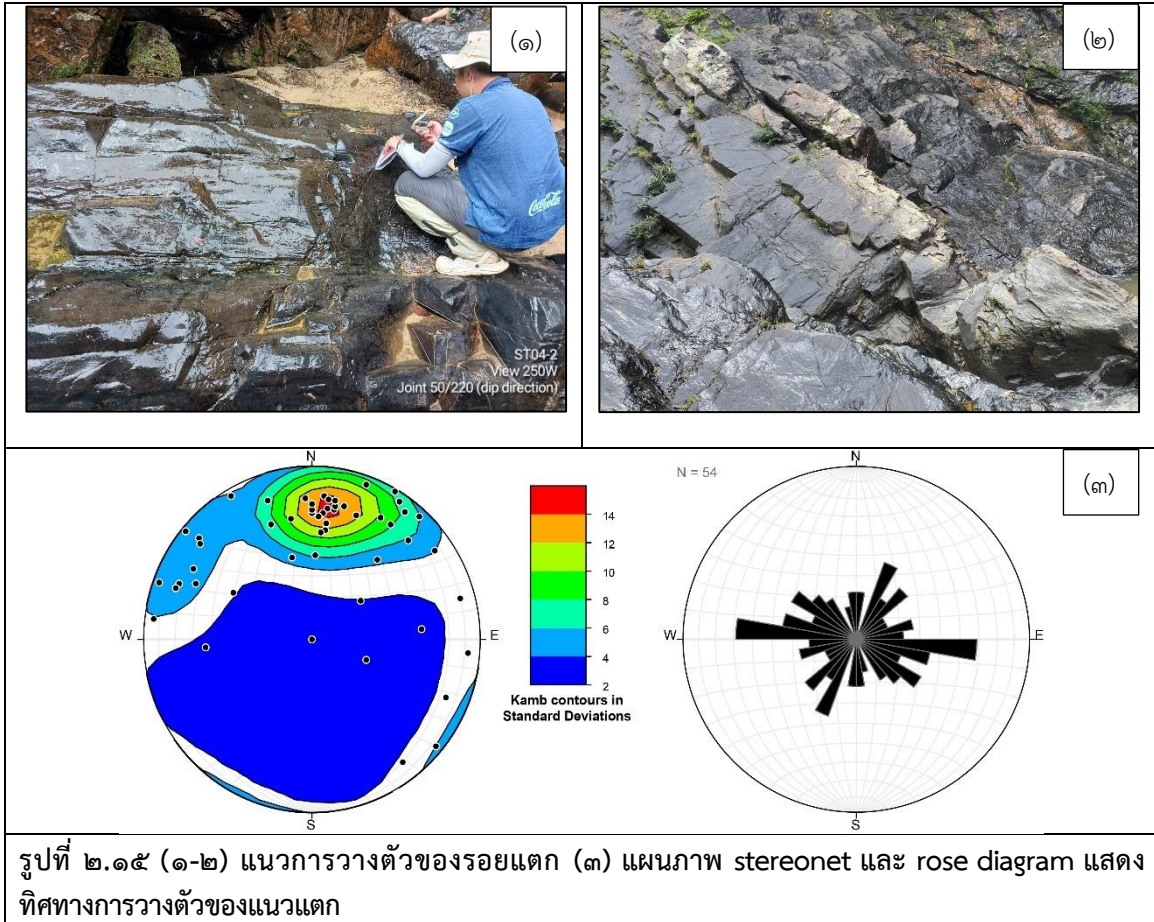 (๑)
(๒)
Coca-Cola
ST04-2
View 250W
Joint 50/220 (dip direction)
N
W
E
S
14
12
10
8
6
4
2
Kamb contours in
Standard Deviations
N = 54
(๓)
N
W
E
S
รูปที่ ๒.๑๕ (๑-๒) แนวการวางตัวของรอยแตก (๓) แผนภาพ stereonet และ rose diagram แสดง
ทิศทางการวางตัวของแนวแตก